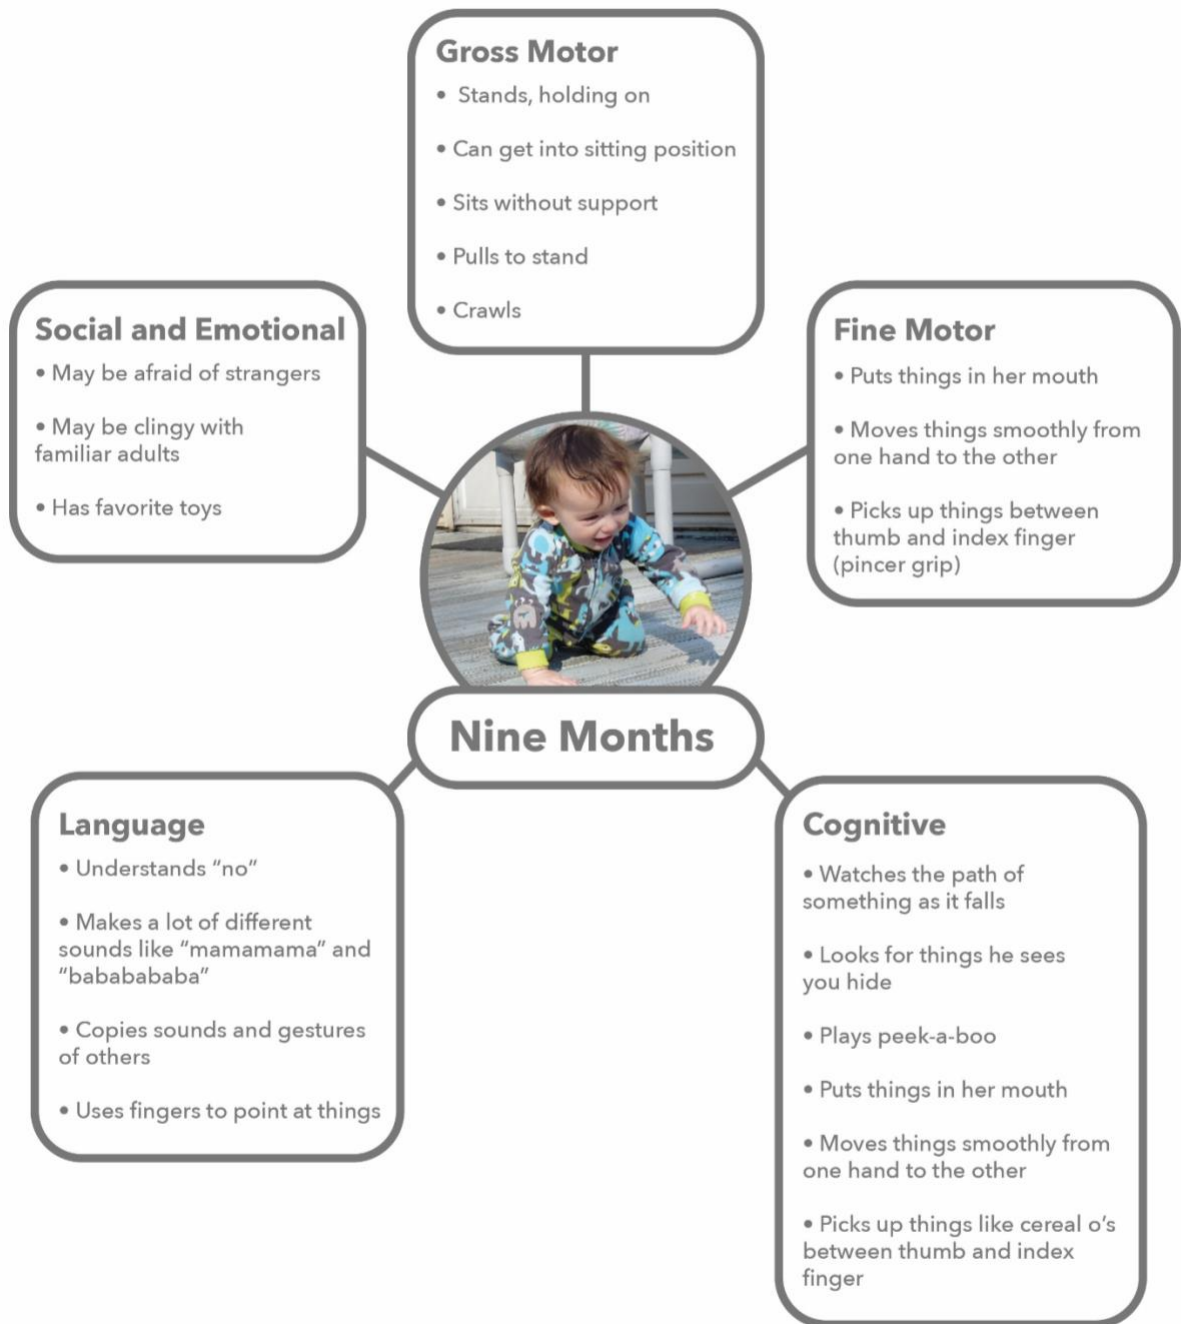 Gross Motor
• Stands, holding on
• Can get into sitting position
• Sits without support
• Pulls to stand
• Crawls
Social and Emotional
• May be afraid of strangers
• May be clingy with
familiar adults
• Has favorite toys
Fine Motor
• Puts things in her mouth
• Moves things smoothly from
one hand to the other
• Picks up things between
thumb and index finger
(pincer grip)
Nine Months
Language
• Understands “no”
• Makes a lot of different
sounds like “mamamama” and
“babababababa”
• Copies sounds and gestures
of others
• Uses fingers to point at things
Cognitive
• Watches the path of
something as it falls
• Looks for things he sees
you hide
• Plays peek-a-boo
• Puts things in her mouth
• Moves things smoothly from
one hand to the other
• Picks up things like cereal o’s
between thumb and index
finger